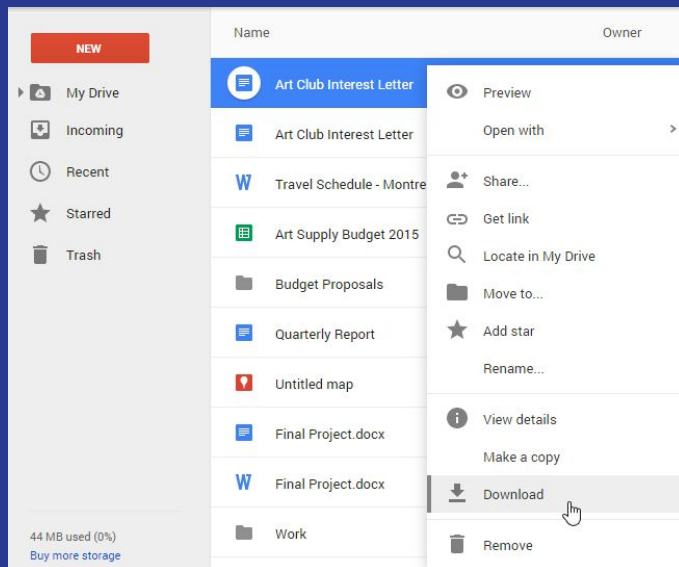 NEW
My Drive
Incoming
Recent
Starred
Trash
44 MB used (0%)
Buy more storage
Name
Owner
Art Club Interest Letter
Art Club Interest Letter
Travel Schedule - Montre
Art Supply Budget 2015
Budget Proposals
Quarterly Report
Untitled map
Final Project.docx
Final Project.docx
Work
Preview
Open with
Share...
Get link
Locate in My Drive
Move to...
Add star
Rename...
View details
Make a copy
Download
Remove